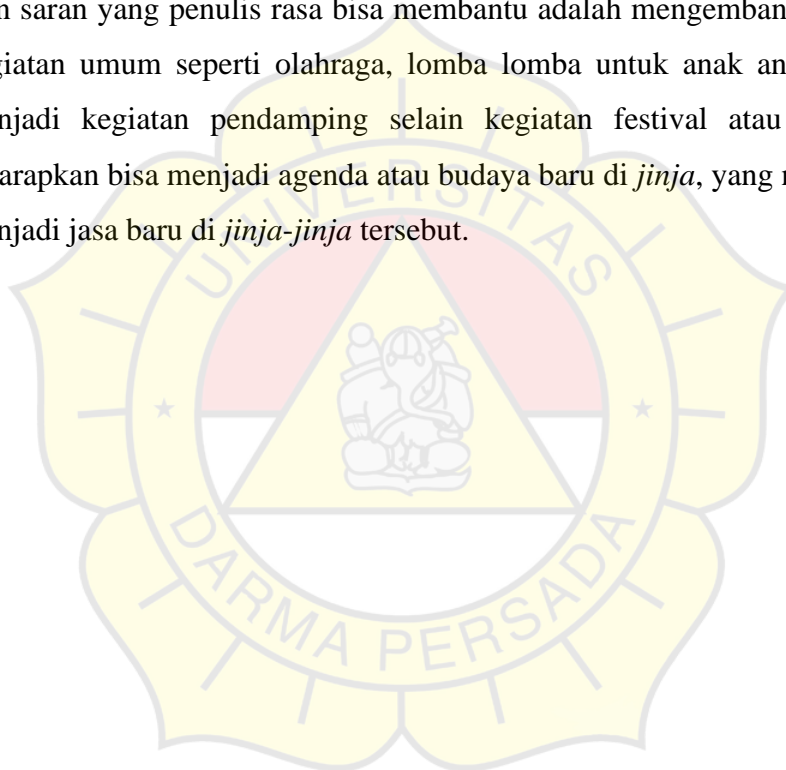 n saran yang penulis rasa bisa membantu adalah mengemban
giatan umum seperti olahraga, lomba lomba untuk anak an
njadi kegiatan pendamping selain kegiatan festival atau
arapkan bisa menjadi agenda atau budaya baru di jinja, yang
njadi jasa baru di jinja-jinja tersebut.
UNIVERSITAS
DARMA PERSADA